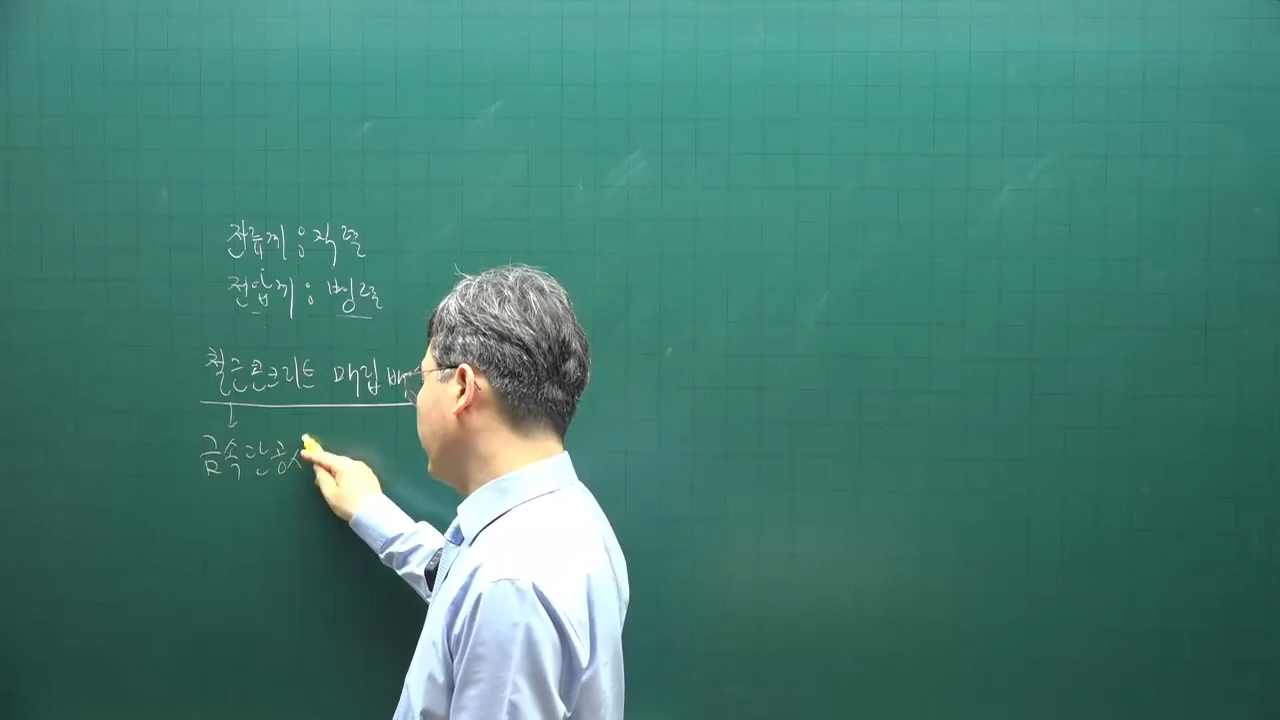 전류계 : 직렬
전압계 : 병렬
철근콘크리트 매립 배
↓
금속관공사